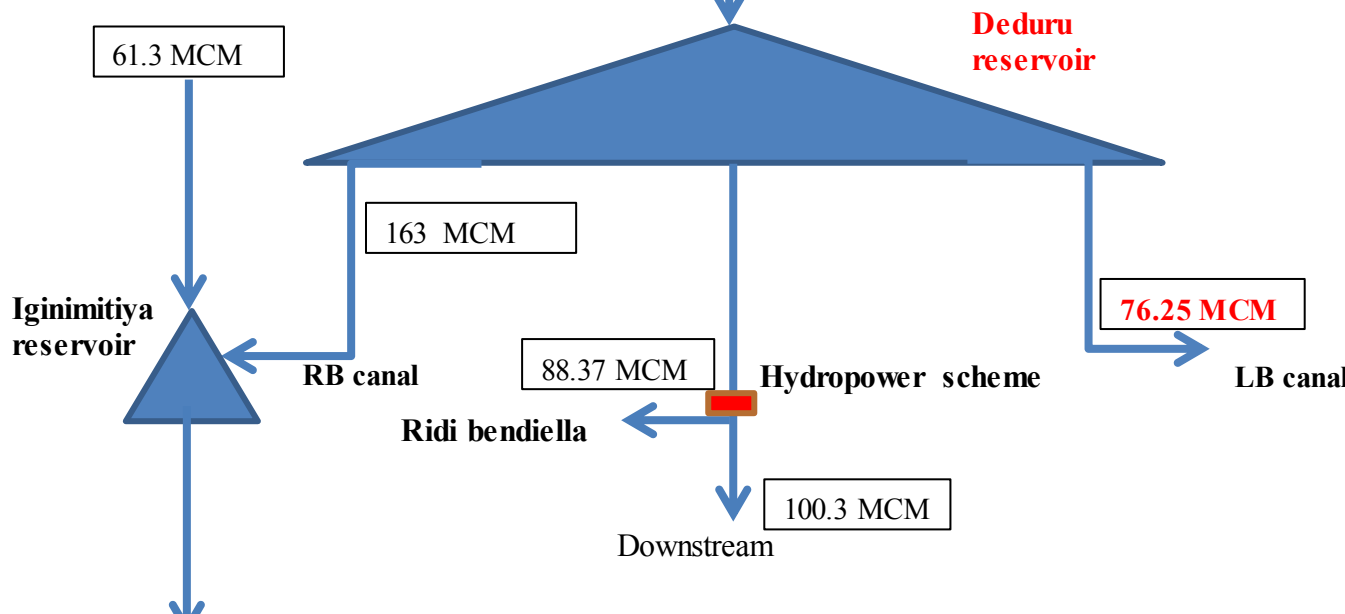 Deduru
reservoir
61.3 MCM
163 MCM
Iginimitiya
reservoir
76.25 MCM
RB canal
88.37 MCM
Hydropower scheme
LB canal
Ridi bendiella
100.3 MCM
Downstream